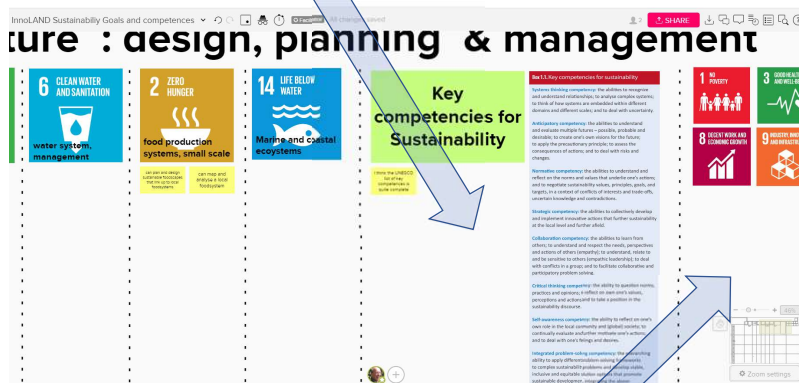 InnoLAND Sustainability Goals and competences
All changes saved
3
SHARE
ture : design, planning & management
6 CLEAN WATER
AND SANITATION
water system,
management
2 ZERO
HUNGER
food production
systems, small scale
can plan and design
sustainable foodscapes
that link up to local
foodsystems
can map and
analyse a local
foodsystem
14 LIFE BELOW
WATER
Marine and coastal
ecoystems
Key
competencies for
Sustainability
I think the UNESCO
list of key
competences is
quite complete
Box 1.1. Key competencies for sustainability
Systems thinking competency: the abilities to recognize
and understand relationships; to analyse complex systems;
to think of how systems are embedded within different
domains and different scales; and to deal with uncertainty.
Anticipatory competency: the abilities to understand
and evaluate multiple futures – possible, probable and
desirable; to create one's own visions for the future;
to apply the precautionary principle; to assess the
consequences of actions; and to deal with risks and
changes.
Normative competency: the abilities to understand and
reflect on the norms and values that underlie one's actions;
and to negotiate sustainability values, principles, goals, and
targets, in a context of conflicts of interests and trade-offs,
uncertain knowledge and contradictions.
Strategic competency: the abilities to collectively develop
and implement innovative actions that further sustainability
at the local level and further afield.
Collaboration competency: the abilities to learn from
others; to understand and respect the needs, perspectives
and actions of others (empathy); to understand, relate to
and be sensitive to others (empathic leadership); to deal
with conflicts in a group; and to facilitate collaborative and
participatory problem solving.
Critical thinking competency: the ability to question norms,
practices and opinions; to reflect on own one's values,
perceptions and actions; and to take a position in the
sustainability discourse.
Self-awareness competency: the ability to reflect on one's
own role in the local community and (global) society; to
continually evaluate and further motivate one's actions;
and to deal with one's feelings and desires.
Integrated problem-solving competency: the overarching
ability to apply different problem-solving frameworks
to complex sustainability problems and develop viable,
inclusive and equitable solution options that promote
sustainable development, integrating the above
1 NO
POVERTY
3 GOOD HEALTH
AND WELL-BE
8 DECENT WORK AND
ECONOMIC GROWTH
9 INDUSTRY, INNO
AND INFRASTRU
Zoom settings